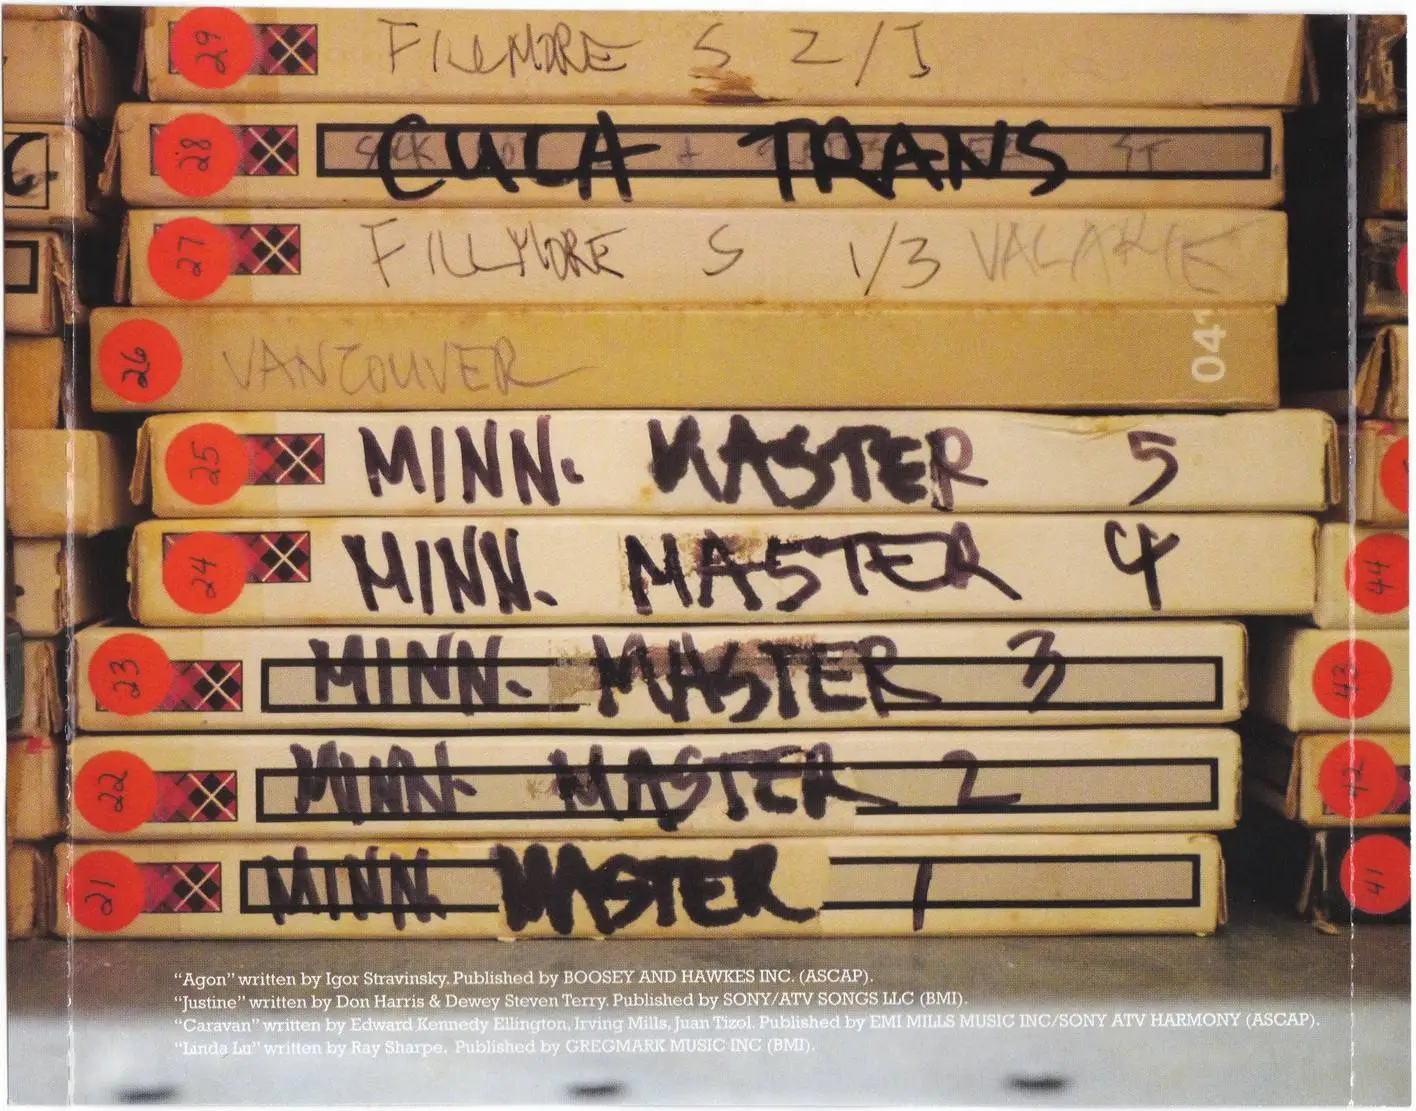 29 FILLMORE S 2/5
28 CUCA TRANS
27 FILLMORE S 1/3 VALARIE
26 VANCOUVER 041
25 MINN. MASTER 5
24 MINN. MASTER 4
23 MINN. MASTER 3
22 MINN MASTER 2
21 MINN MASTER 1
44
43
42
41
“Agon” written by Igor Stravinsky. Published by BOOSEY AND HAWKES INC. (ASCAP).
“Justine” written by Don Harris & Dewey Steven Terry. Published by SONY/ATV SONGS LLC (BMI).
“Caravan” written by Edward Kennedy Ellington, Irving Mills, Juan Tizol. Published by EMI MILLS MUSIC INC/SONY ATV HARMONY (ASCAP).
“Linda Lu” written by Ray Sharpe. Published by GREGMARK MUSIC INC (BMI).